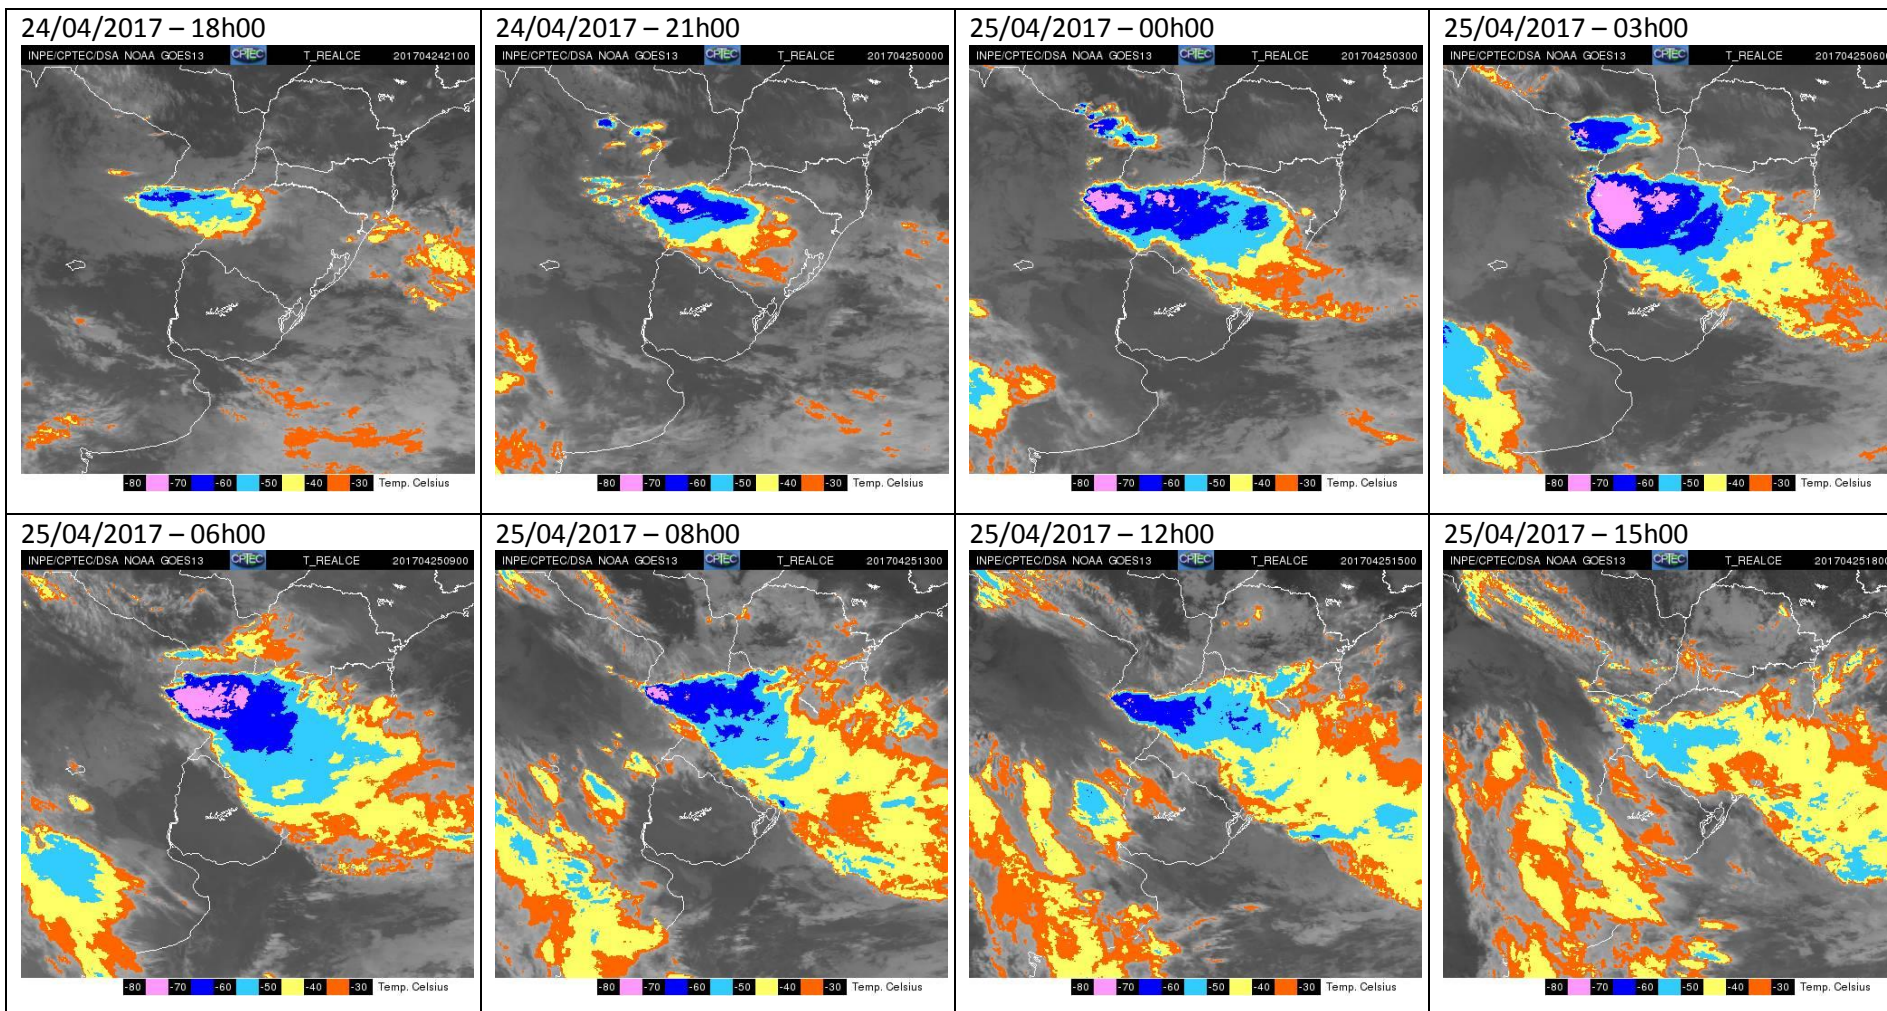 24/04/2017 – 18h00
INPE/CPTEC/DSA NOAA GOES13 CPTEC T_REALCE 201704242100
-80 -70 -60 -50 -40 -30 Temp. Celsius
24/04/2017 – 21h00
INPE/CPTEC/DSA NOAA GOES13 CPTEC T_REALCE 201704250000
-80 -70 -60 -50 -40 -30 Temp. Celsius
25/04/2017 – 00h00
INPE/CPTEC/DSA NOAA GOES13 CPTEC T_REALCE 201704250300
-80 -70 -60 -50 -40 -30 Temp. Celsius
25/04/2017 – 03h00
INPE/CPTEC/DSA NOAA GOES13 CPTEC T_REALCE 201704250600
-80 -70 -60 -50 -40 -30 Temp. Celsius
25/04/2017 – 06h00
INPE/CPTEC/DSA NOAA GOES13 CPTEC T_REALCE 201704250900
-80 -70 -60 -50 -40 -30 Temp. Celsius
25/04/2017 – 08h00
INPE/CPTEC/DSA NOAA GOES13 CPTEC T_REALCE 201704251300
-80 -70 -60 -50 -40 -30 Temp. Celsius
25/04/2017 – 12h00
INPE/CPTEC/DSA NOAA GOES13 CPTEC T_REALCE 201704251500
-80 -70 -60 -50 -40 -30 Temp. Celsius
25/04/2017 – 15h00
INPE/CPTEC/DSA NOAA GOES13 CPTEC T_REALCE 201704251800
-80 -70 -60 -50 -40 -30 Temp. Celsius